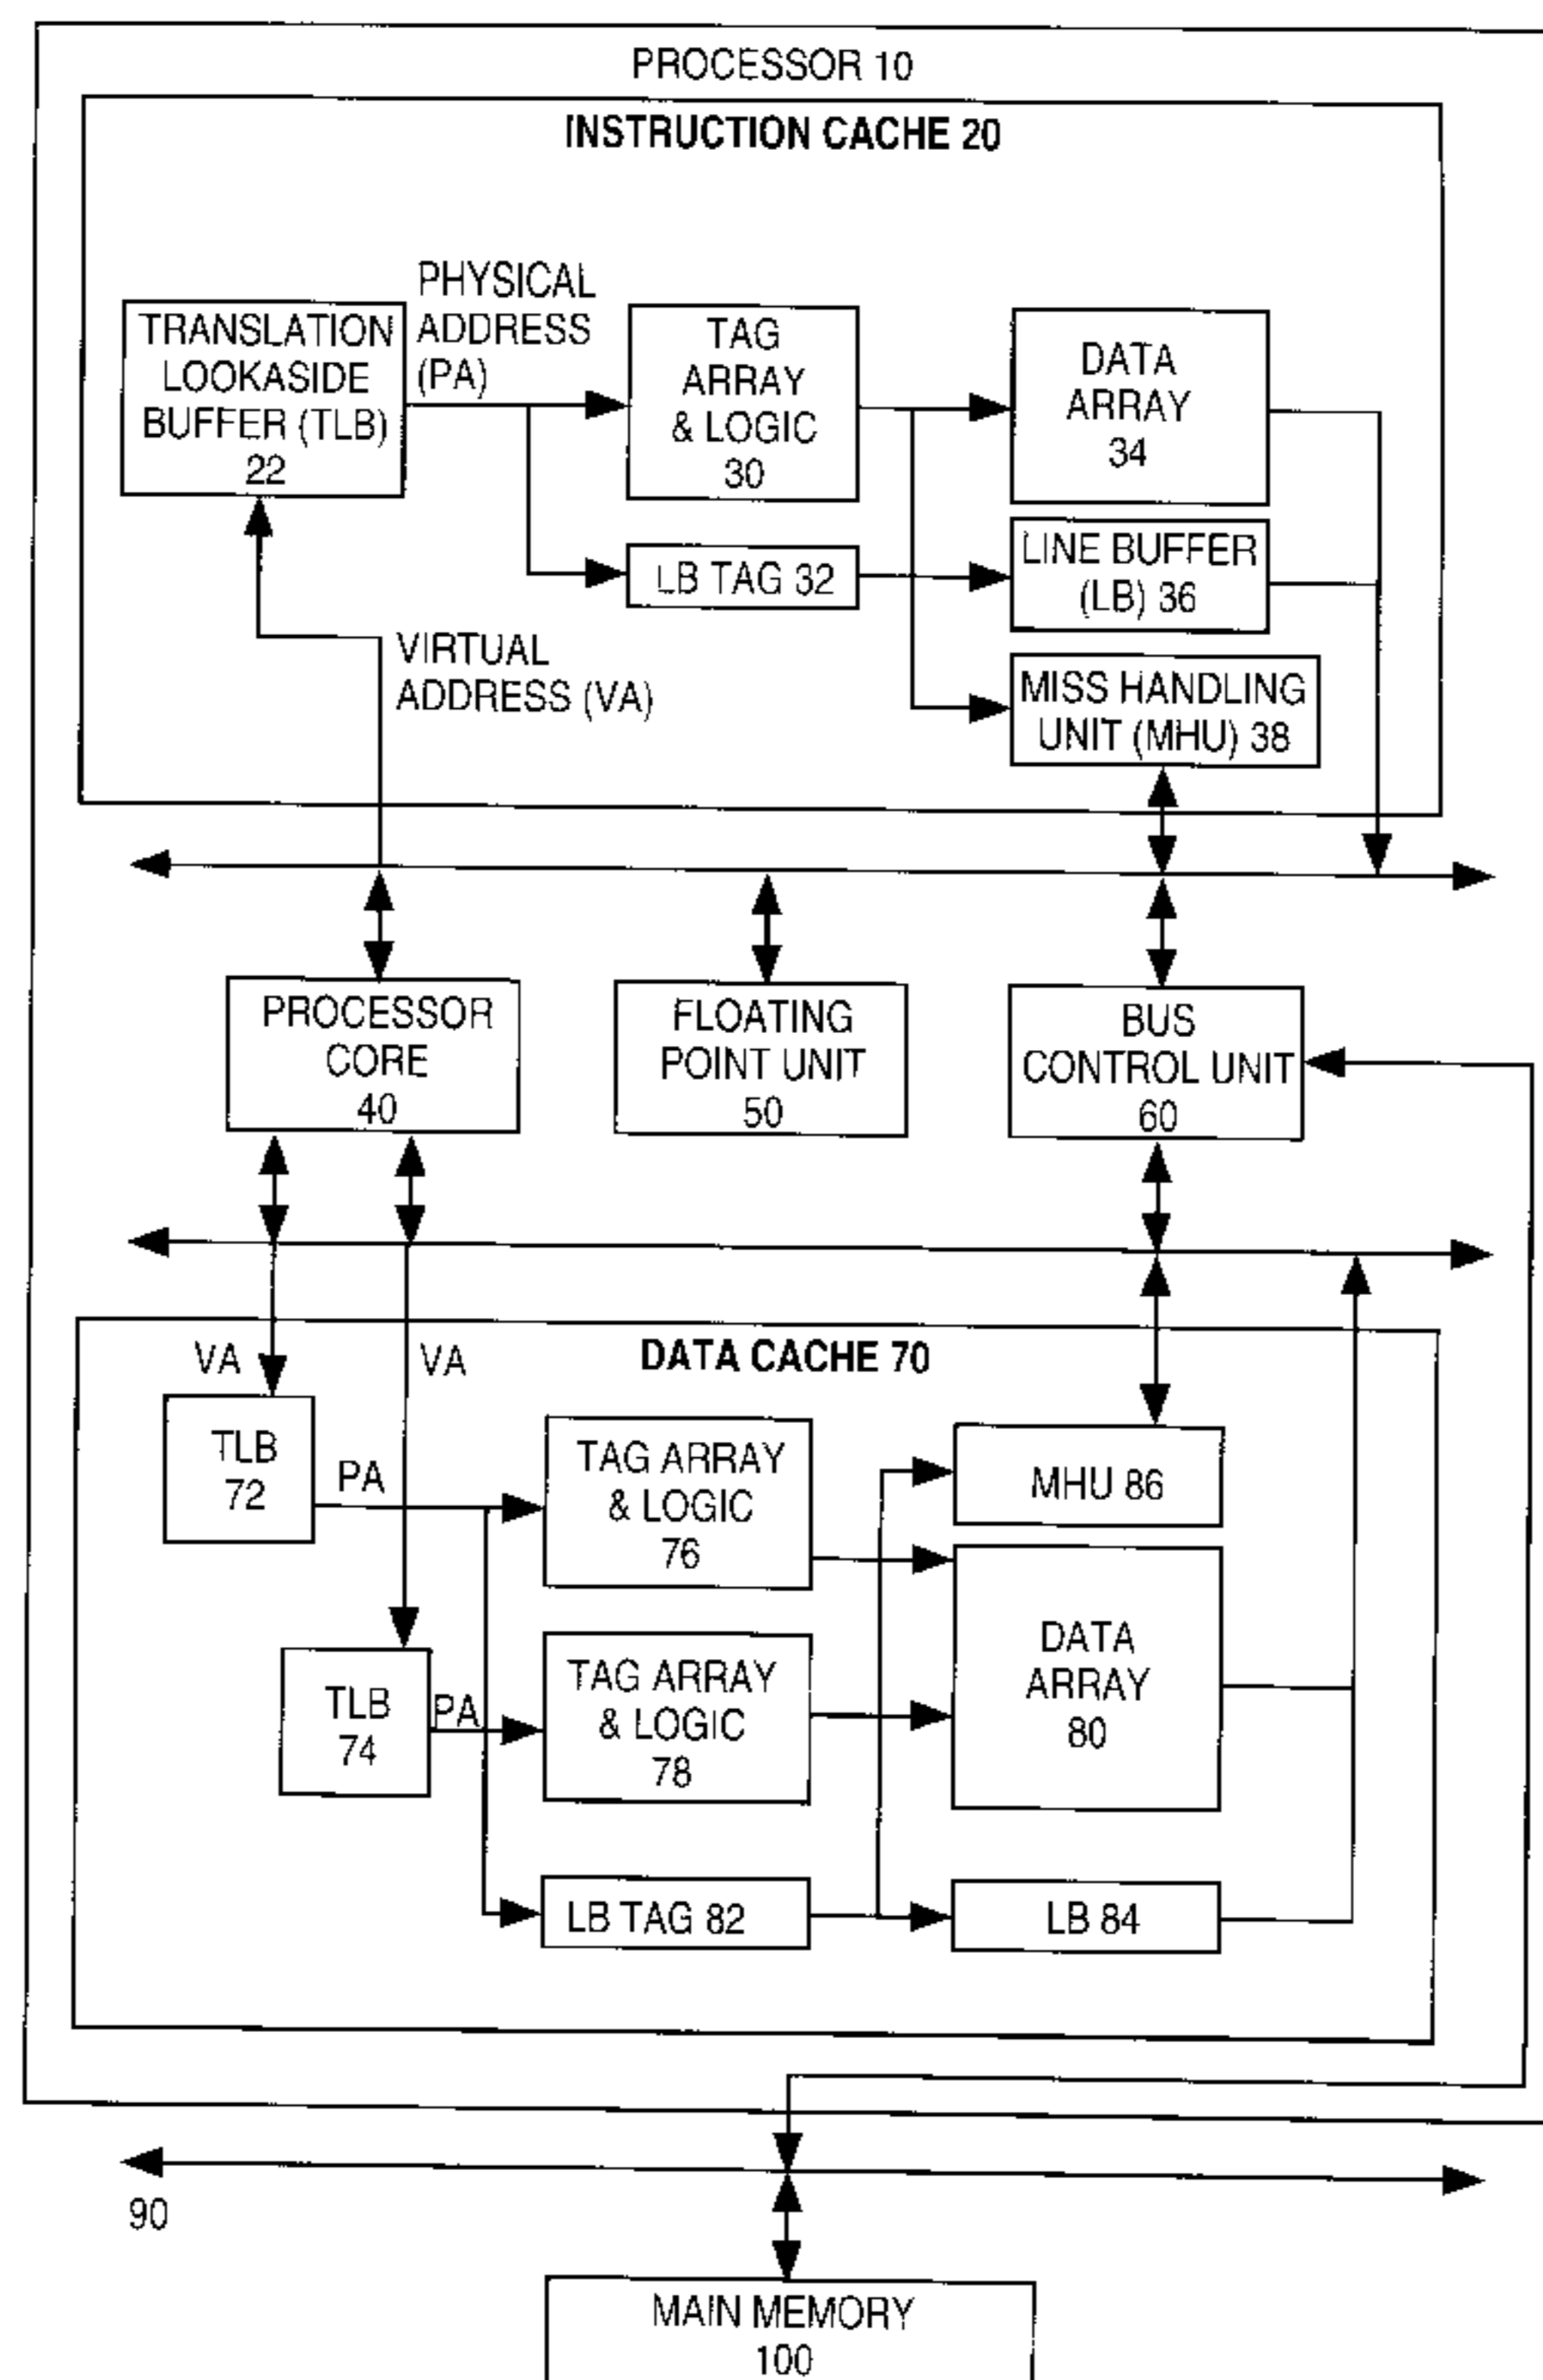 PROCESSOR 10
INSTRUCTION CACHE 20
TRANSLATION
LOOKASIDE
BUFFER (TLB)
22
PHYSICAL
ADDRESS
(PA)
TAG
ARRAY
& LOGIC
30
DATA
ARRAY
34
LB TAG 32
LINE BUFFER
(LB) 36
VIRTUAL
ADDRESS (VA)
MISS HANDLING
UNIT (MHU) 38
PROCESSOR
CORE
40
FLOATING
POINT UNIT
50
BUS
CONTROL UNIT
60
DATA CACHE 70
VA
VA
TLB
72
PA
TAG ARRAY
& LOGIC
76
MHU 86
TLB
74
PA
TAG ARRAY
& LOGIC
78
DATA
ARRAY
80
LB TAG 82
LB 84
90
MAIN MEMORY
100